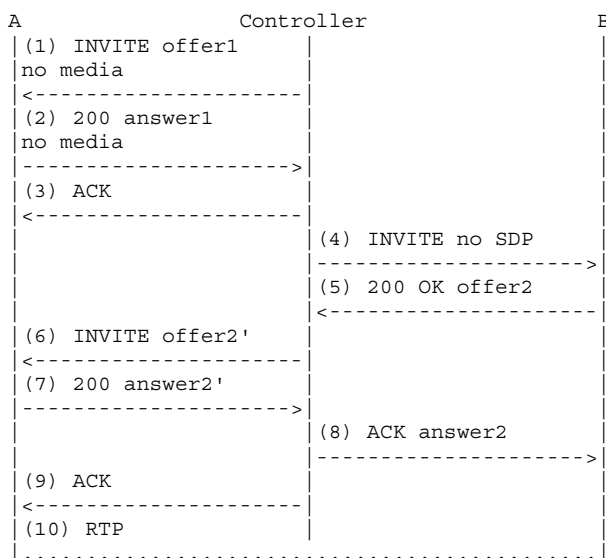 A Controller B
(1) INVITE offer1
no media
(2) 200 answer1
no media
(3) ACK
(4) INVITE no SDP
(5) 200 OK offer2
(6) INVITE offer2'
(7) 200 answer2'
(8) ACK answer2
(9) ACK
(10) RTP